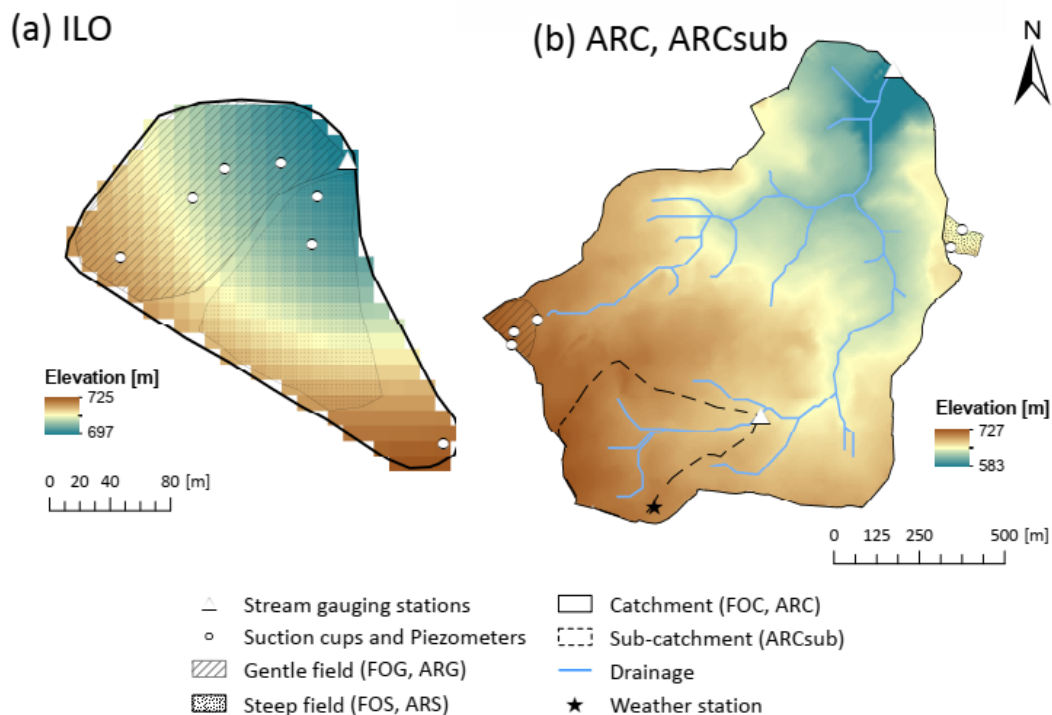 (a) ILO
(b) ARC, ARCsub
N
Elevation [m]
725
697
0 20 40 80 [m]
Elevation [m]
727
583
0 125 250 500 [m]
Stream gauging stations
Suction cups and Piezometers
Gentle field (FOG, ARG)
Steep field (FOS, ARS)
Catchment (FOC, ARC)
Sub-catchment (ARCsub)
Drainage
Weather station